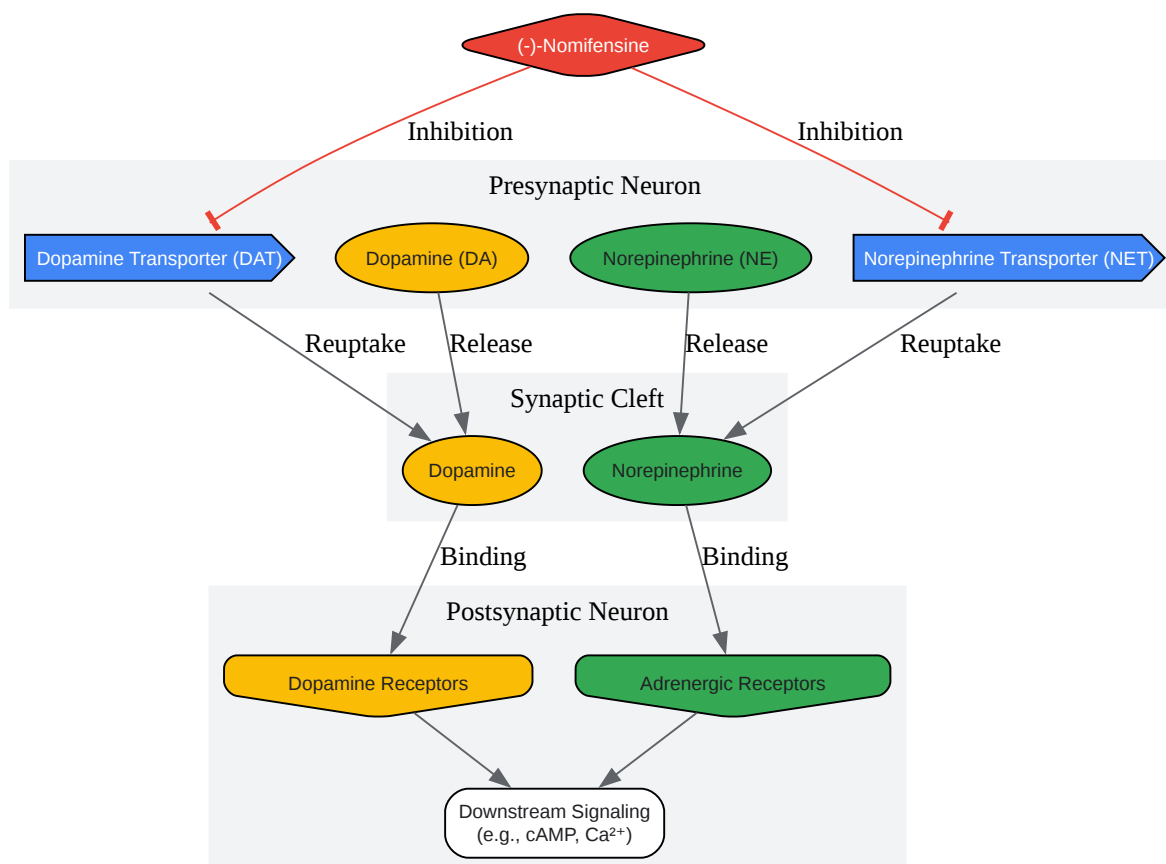 (-)-Nomifensine
Inhibition
Inhibition
Presynaptic Neuron
Dopamine Transporter (DAT)
Dopamine (DA)
Norepinephrine (NE)
Norepinephrine Transporter (NET)
Reuptake
Release
Release
Reuptake
Synaptic Cleft
Dopamine
Norepinephrine
Binding
Binding
Postsynaptic Neuron
Dopamine Receptors
Adrenergic Receptors
Downstream Signaling
(e.g., cAMP, Ca²⁺)